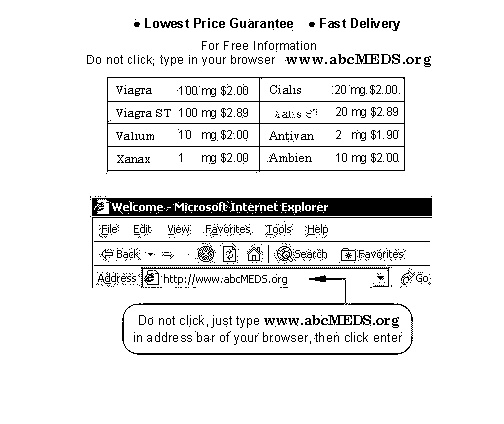 • Lowest Price Guarantee • Fast Delivery
For Free Information
Do not click, type in your browser www.abcMEDS.org
Viagra 100 mg $2.00 Cialis 20 mg $2.00
Viagra ST 100 mg $2.89 20 mg $2.89
Valium 10 mg $2.00 Antivan 2 mg $1.90
Xanax 1 mg $2.00 Ambien 10 mg $2.00
Welcome - Microsoft Internet Explorer
File Edit View Favorites Tools Help
Back Search Favorites
Address http://www.abcMEDS.org Go
Do not click, just type www.abcMEDS.org
in address bar of your browser, then click enter